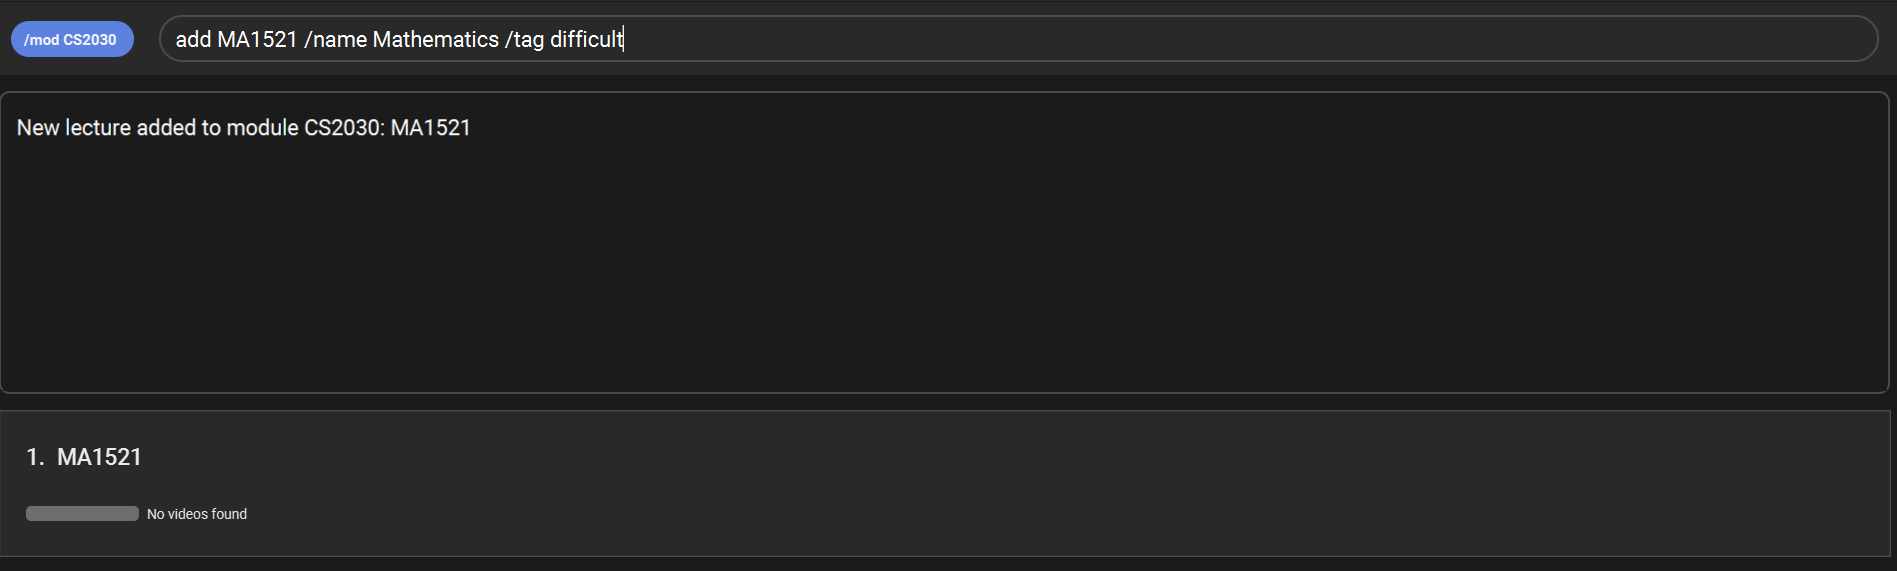 /mod CS2030
add MA1521 /name Mathematics /tag difficult
New lecture added to module CS2030: MA1521
1. MA1521
No videos found